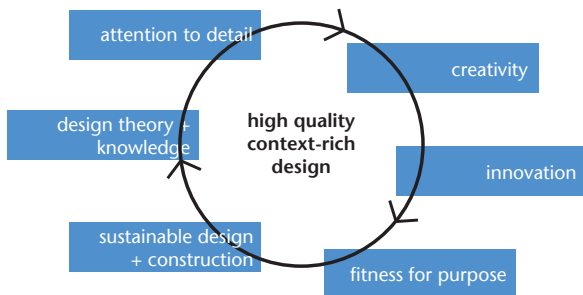 attention to detail
creativity
high quality
context-rich
design
design theory +
knowledge
innovation
sustainable design
+ construction
fitness for purpose